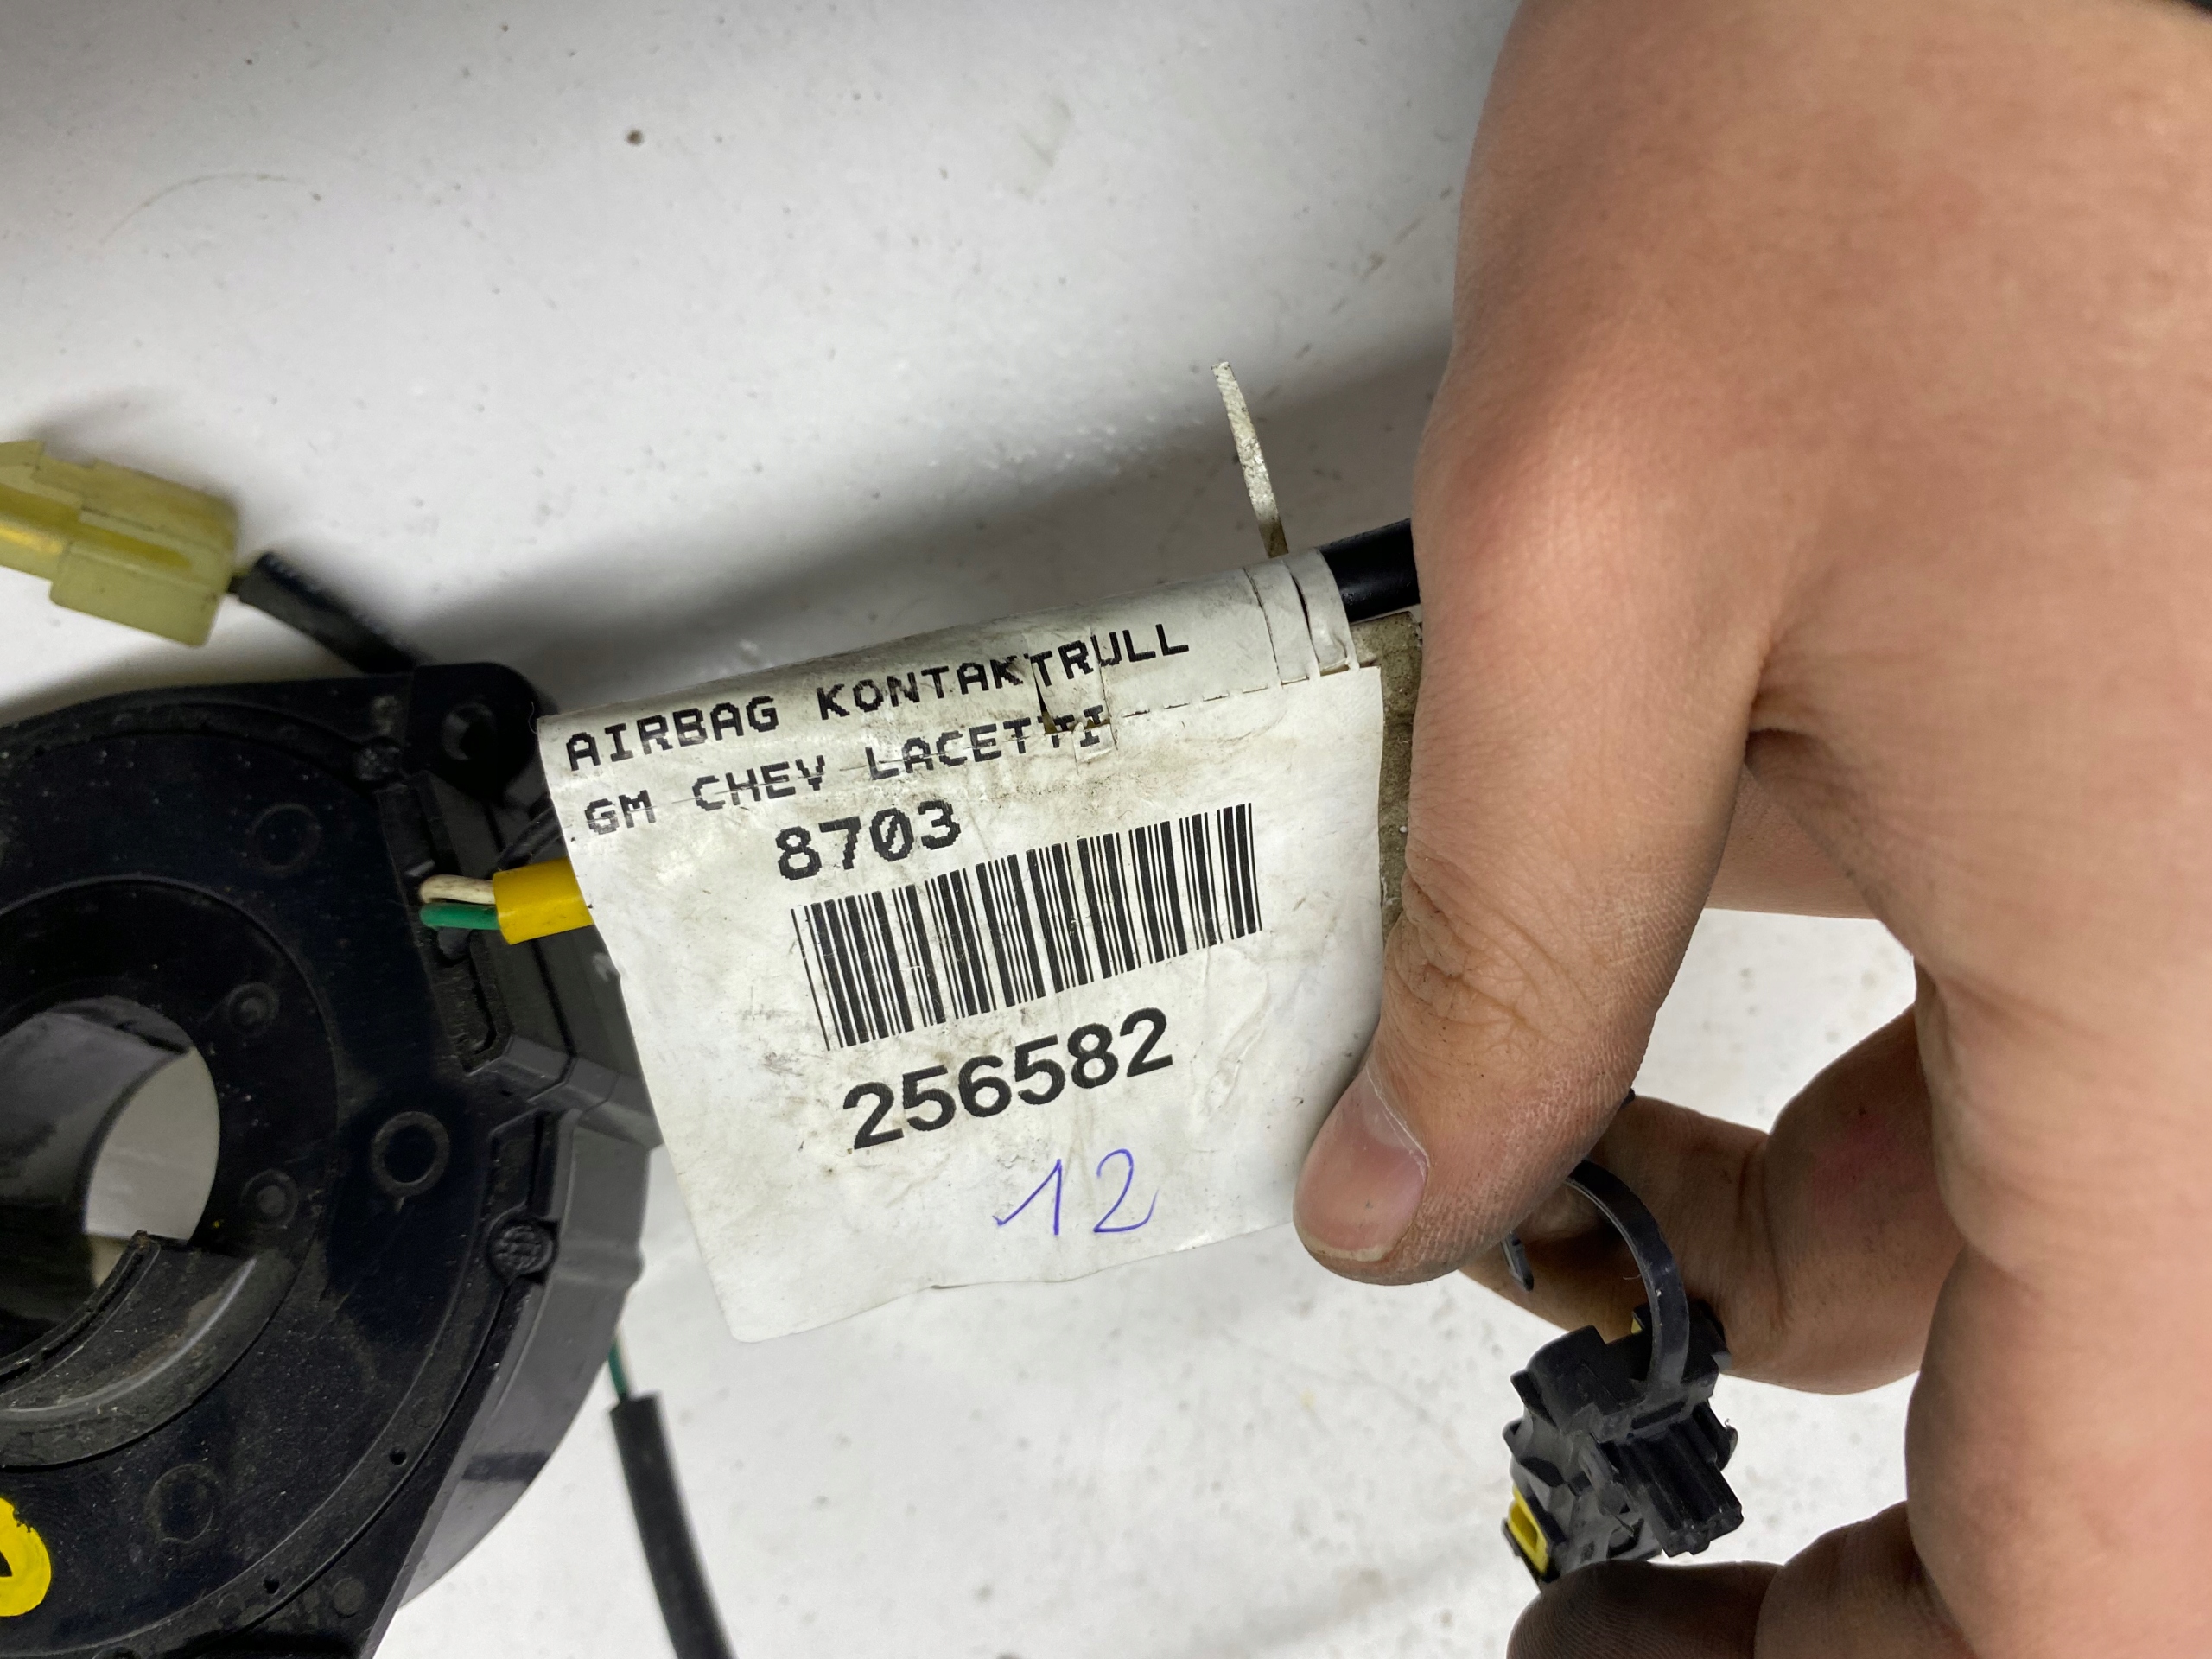 AIRBAG KONTAKTRULL
GM CHEV LACETTI
8703
256582
12